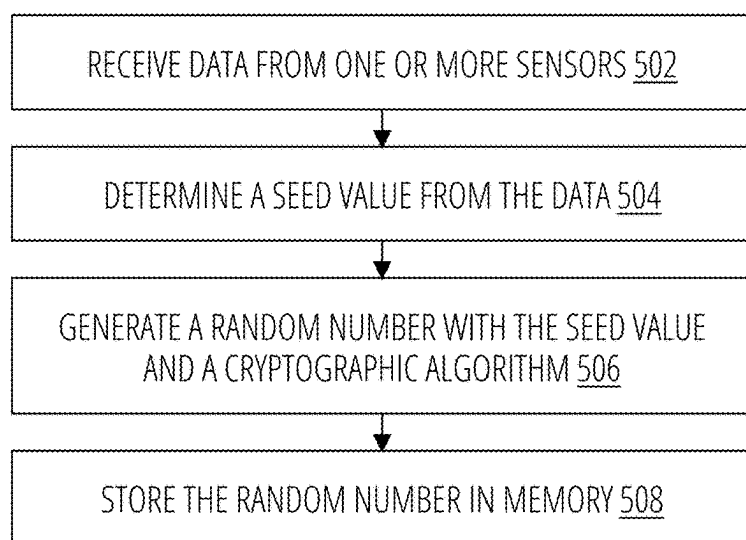 RECEIVE DATA FROM ONE OR MORE SENSORS 502
DETERMINE A SEED VALUE FROM THE DATA 504
GENERATE A RANDOM NUMBER WITH THE SEED VALUE
AND A CRYPTOGRAPHIC ALGORITHM 506
STORE THE RANDOM NUMBER IN MEMORY 508